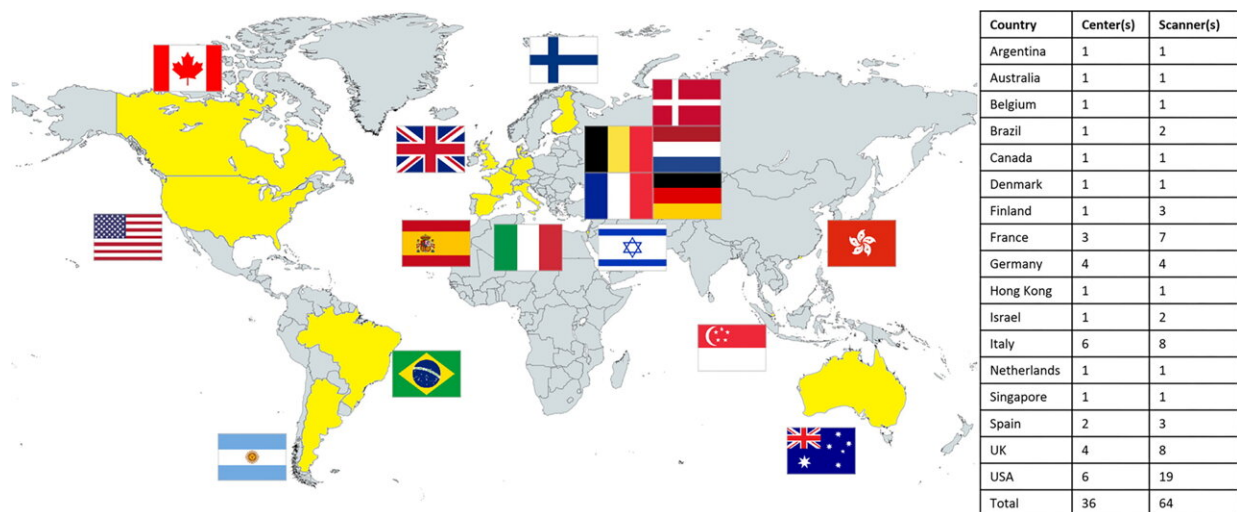 Country Center(s) Scanner(s)
Argentina 1 1
Australia 1 1
Belgium 1 1
Brazil 1 2
Canada 1 1
Denmark 1 1
Finland 1 3
France 3 7
Germany 4 4
Hong Kong 1 1
Israel 1 2
Italy 6 8
Netherlands 1 1
Singapore 1 1
Spain 2 3
UK 4 8
USA 6 19
Total 36 64